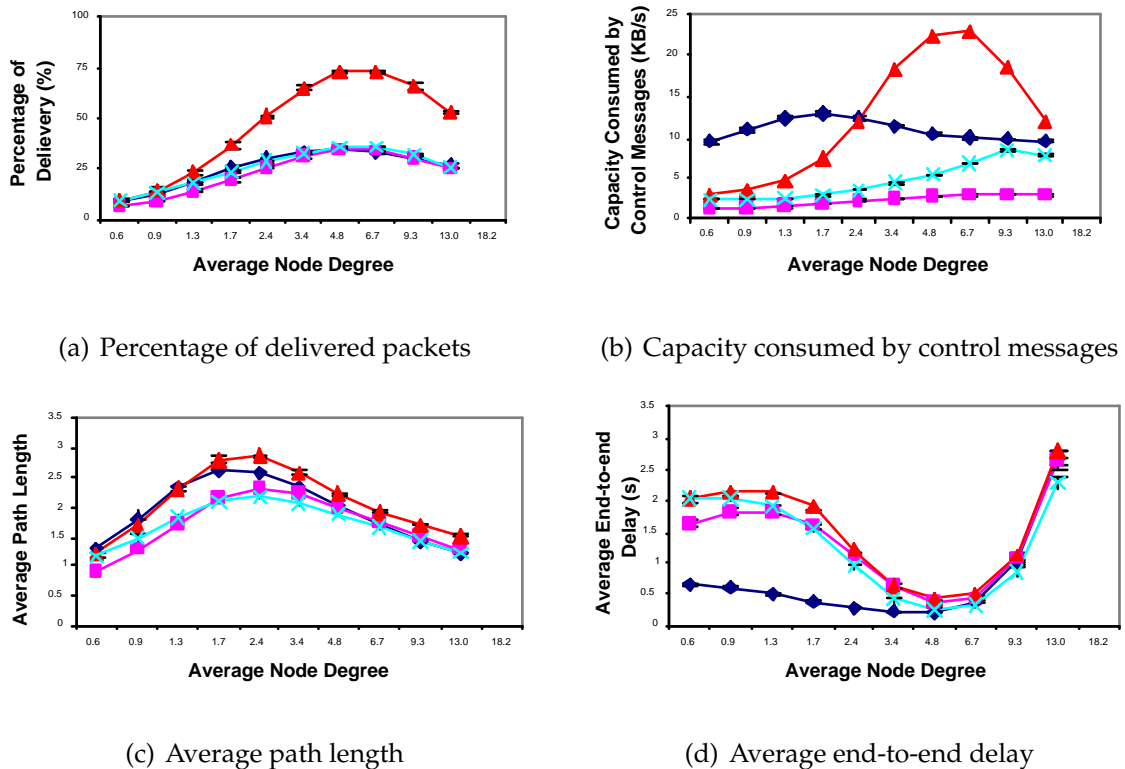 Percentage of
Delievery (%)
100
75
50
25
0
0.6 0.9 1.3 1.7 2.4 3.4 4.8 6.7 9.3 13.0 18.2
Average Node Degree
(a) Percentage of delivered packets
Capacity Consumed by
Control Messages (KB/s)
25
20
15
10
5
0
0.6 0.9 1.3 1.7 2.4 3.4 4.8 6.7 9.3 13.0 18.2
Average Node Degree
(b) Capacity consumed by control messages
Average Path Length
3.5
3
2.5
2
1.5
1
0.5
0
0.6 0.9 1.3 1.7 2.4 3.4 4.8 6.7 9.3 13.0 18.2
Average Node Degree
(c) Average path length
Average End-to-end
Delay (s)
3.5
3
2.5
2
1.5
1
0.5
0
0.6 0.9 1.3 1.7 2.4 3.4 4.8 6.7 9.3 13.0 18.2
Average Node Degree
(d) Average end-to-end delay